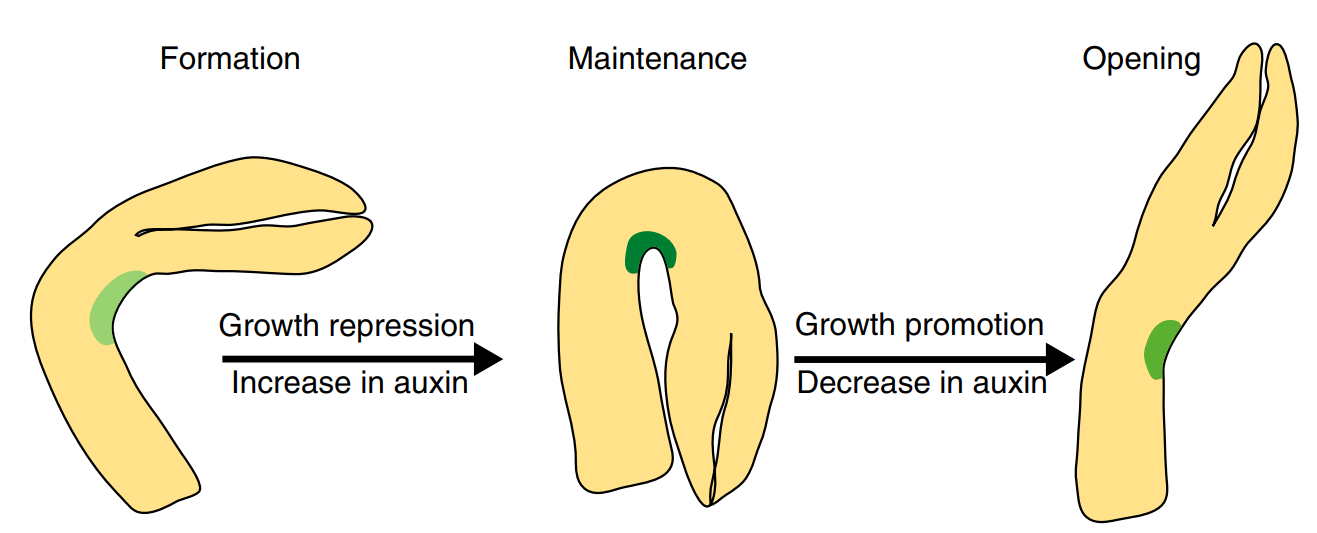 Formation
Maintenance
Opening
Growth repression
Increase in auxin
Growth promotion
Decrease in auxin